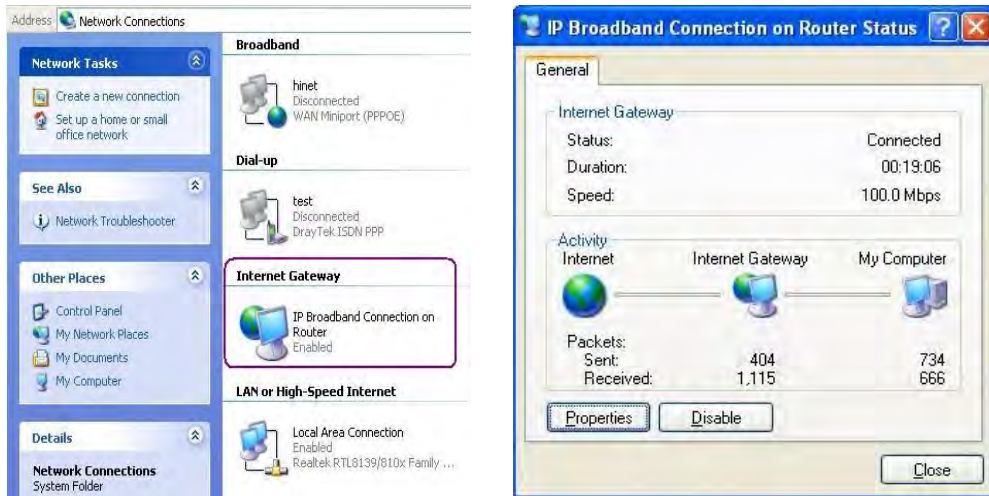 Address Network Connections
Network Tasks
Create a new connection
Set up a home or small
office network
See Also
Network Troubleshooter
Other Places
Control Panel
My Network Places
My Documents
My Computer
Details
Network Connections
System Folder
Broadband
hinet
Disconnected
WAN Miniport (PPPOE)
Dial-up
test
Disconnected
DrayTek ISDN PPP
Internet Gateway
IP Broadband Connection on
Router
Enabled
LAN or High-Speed Internet
Local Area Connection
Enabled
Realtek RTL8139/810x Family ...
IP Broadband Connection on Router Status
General
Internet Gateway
Status: Connected
Duration: 00:19:06
Speed: 100.0 Mbps
Activity
Internet Internet Gateway My Computer
Packets:
Sent: 404 734
Received: 1,115 666
Properties Disable
Close